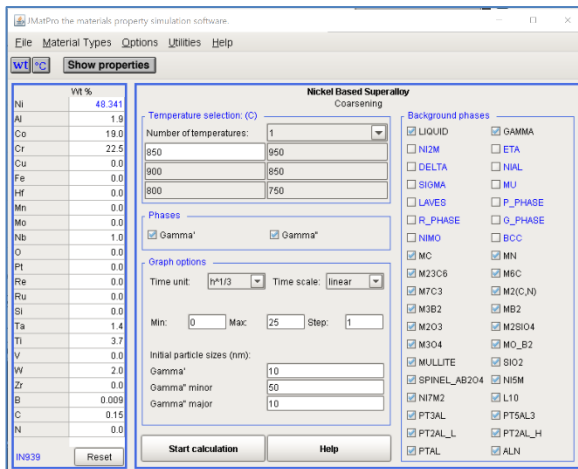 JMatPro the materials property simulation software.
File Material Types Options Utilities Help
wt °C Show properties
Wt %
Ni 48.341
Al 1.9
Co 19.0
Cr 22.5
Cu 0.0
Fe 0.0
Hf 0.0
Mn 0.0
Mo 0.0
Nb 1.0
O 0.0
Pt 0.0
Re 0.0
Ru 0.0
Si 0.0
Ta 1.4
Ti 3.7
V 0.0
W 2.0
Zr 0.0
B 0.009
C 0.15
N 0.0
IN939 Reset
Nickel Based Superalloy
Coarsening
Temperature selection: (C)
Number of temperatures: 1
850 950
900 850
800 750
Phases
Gamma' Gamma"
Graph options
Time unit: h^1/3 Time scale: linear
Min: 0 Max: 25 Step: 1
Initial particle sizes (nm):
Gamma' 10
Gamma" minor 50
Gamma" major 10
Start calculation Help
Background phases
LIQUID GAMMA
NI2M ETA
DELTA NIAL
SIGMA MU
LAVES P_PHASE
R_PHASE G_PHASE
NIMO BCC
MC MN
M23C6 M6C
M7C3 M2(C,N)
M3B2 MB2
M2O3 M2SIO4
M3O4 MO_B2
MULLITE SIO2
SPINEL_AB2O4 NI5M
NI7M2 L10
PT3AL PT5AL3
PT2AL_L PT2AL_H
PTAL ALN